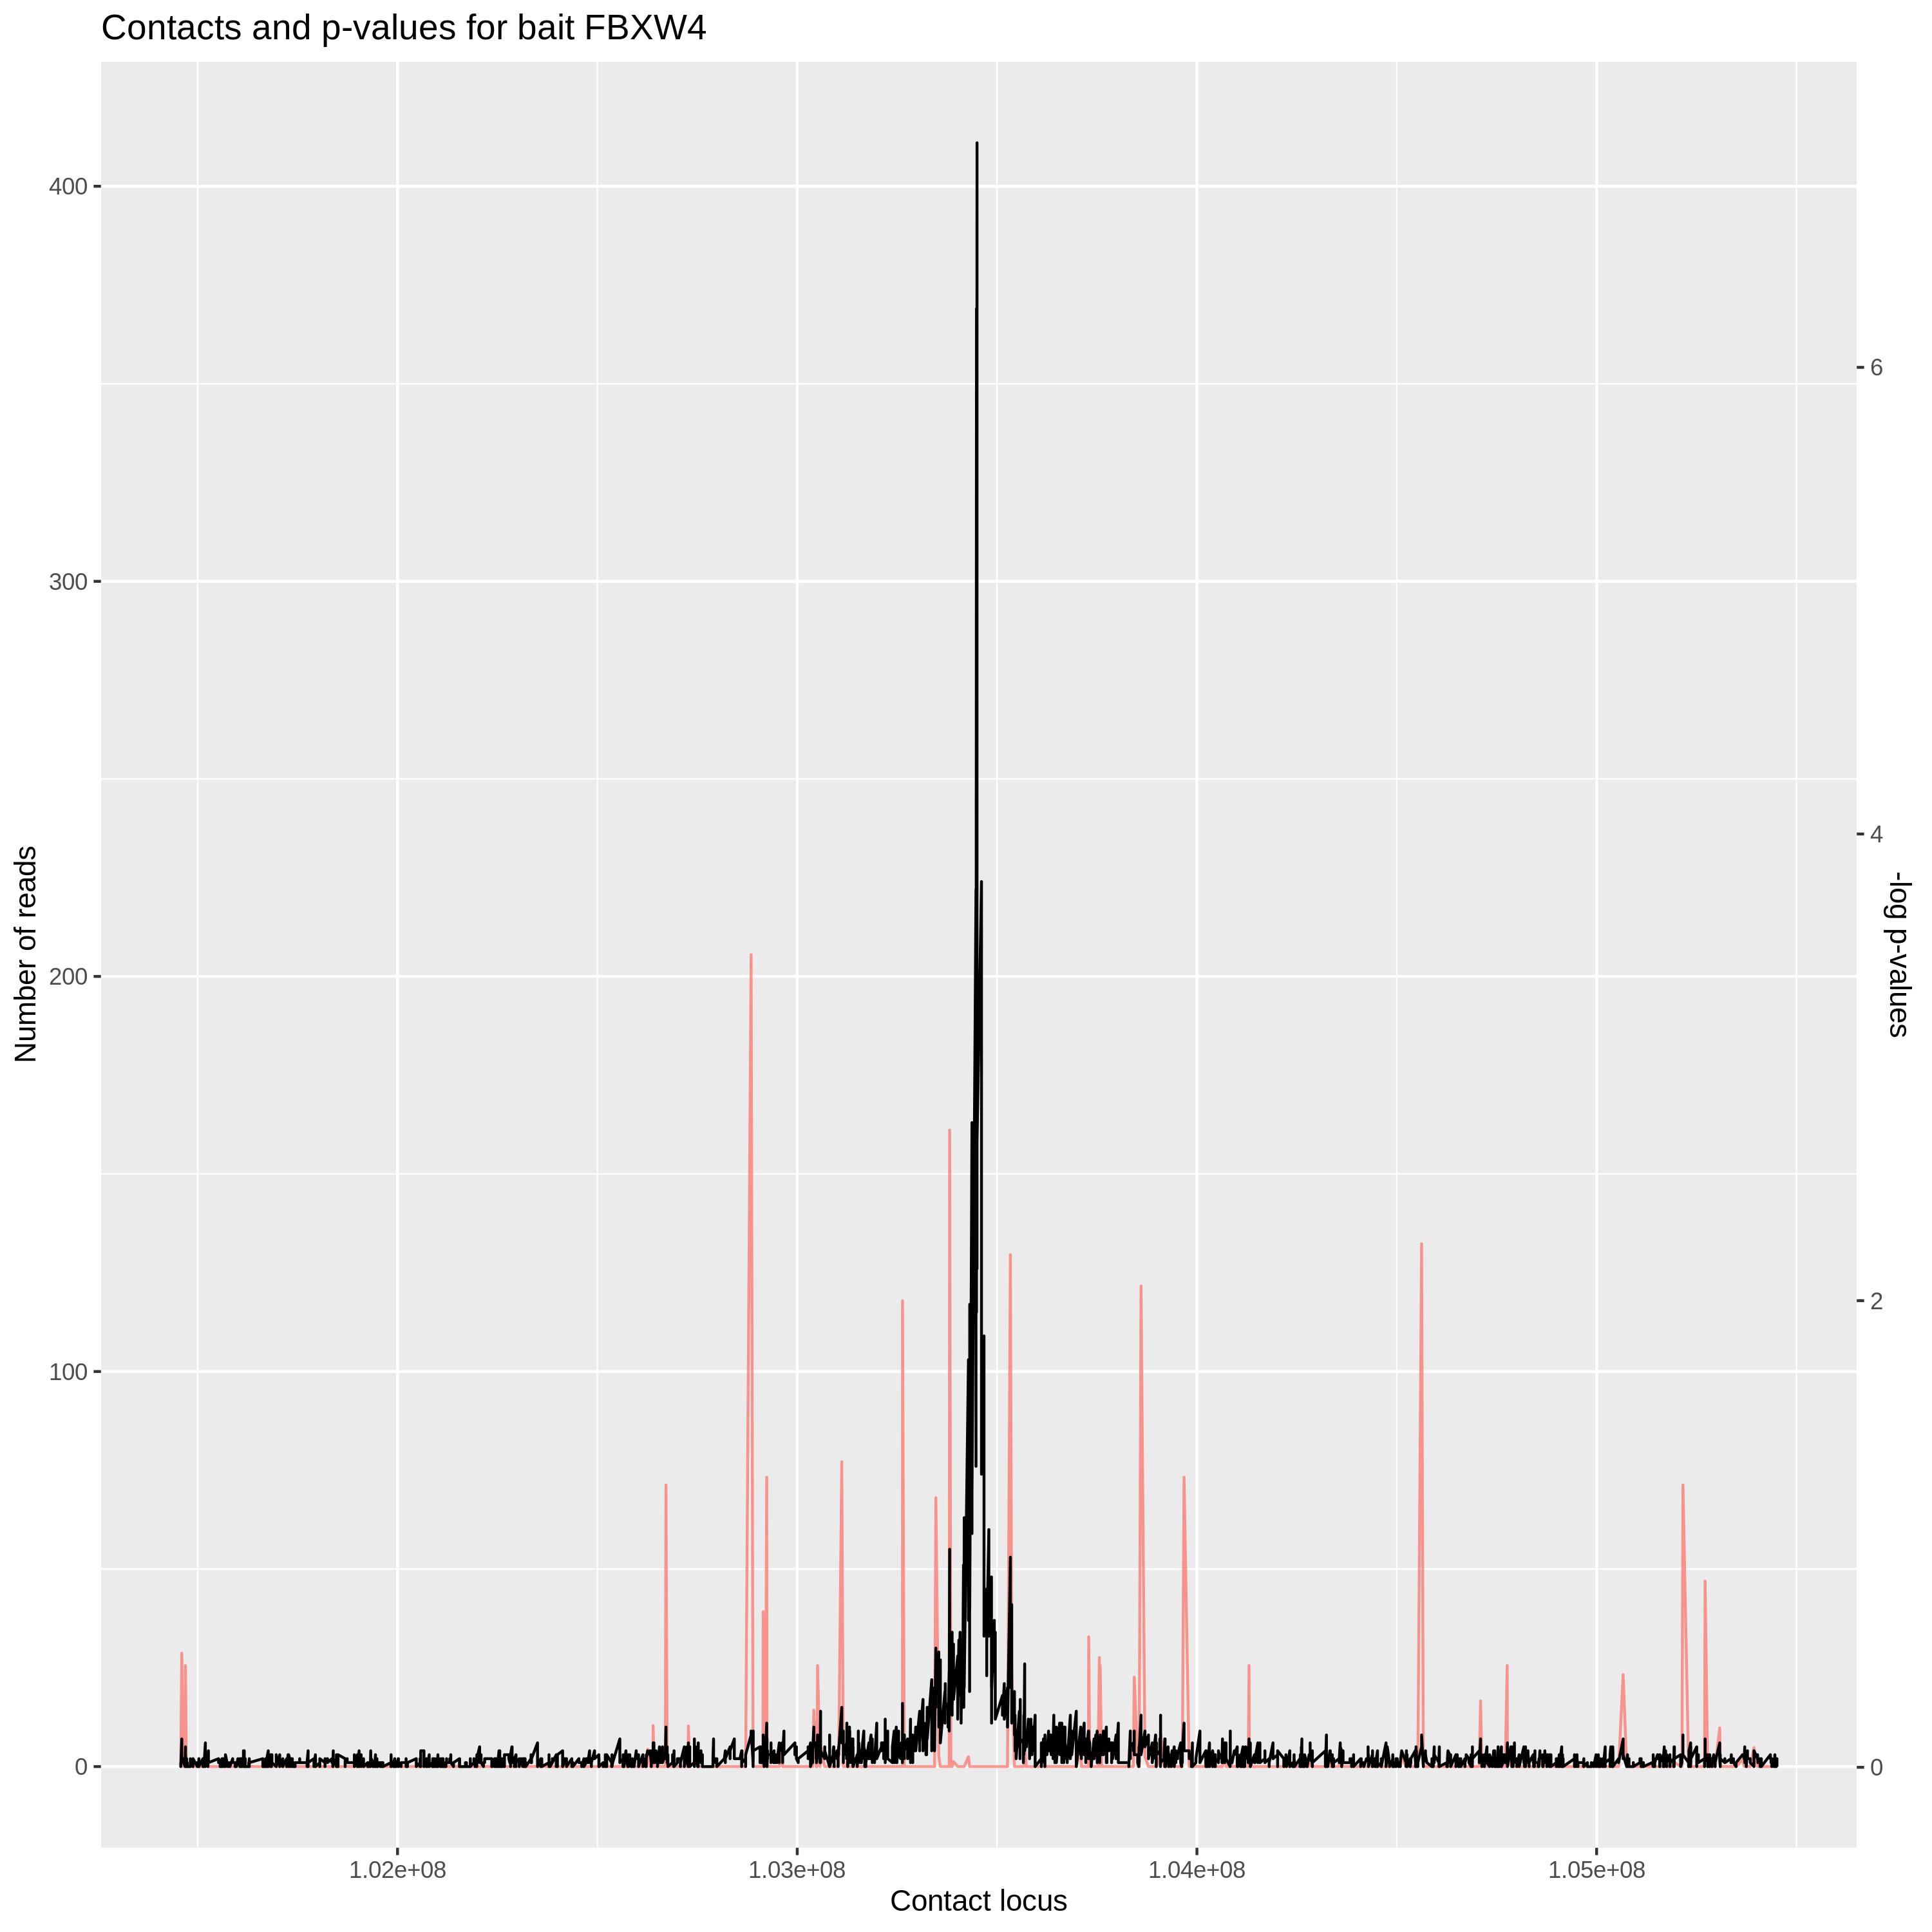 Contacts and p-values for bait FBXW4
400
300
200
100
0
Number of reads
6
4
2
0
-log p-values
1.02e+08
1.03e+08
1.04e+08
1.05e+08
Contact locus